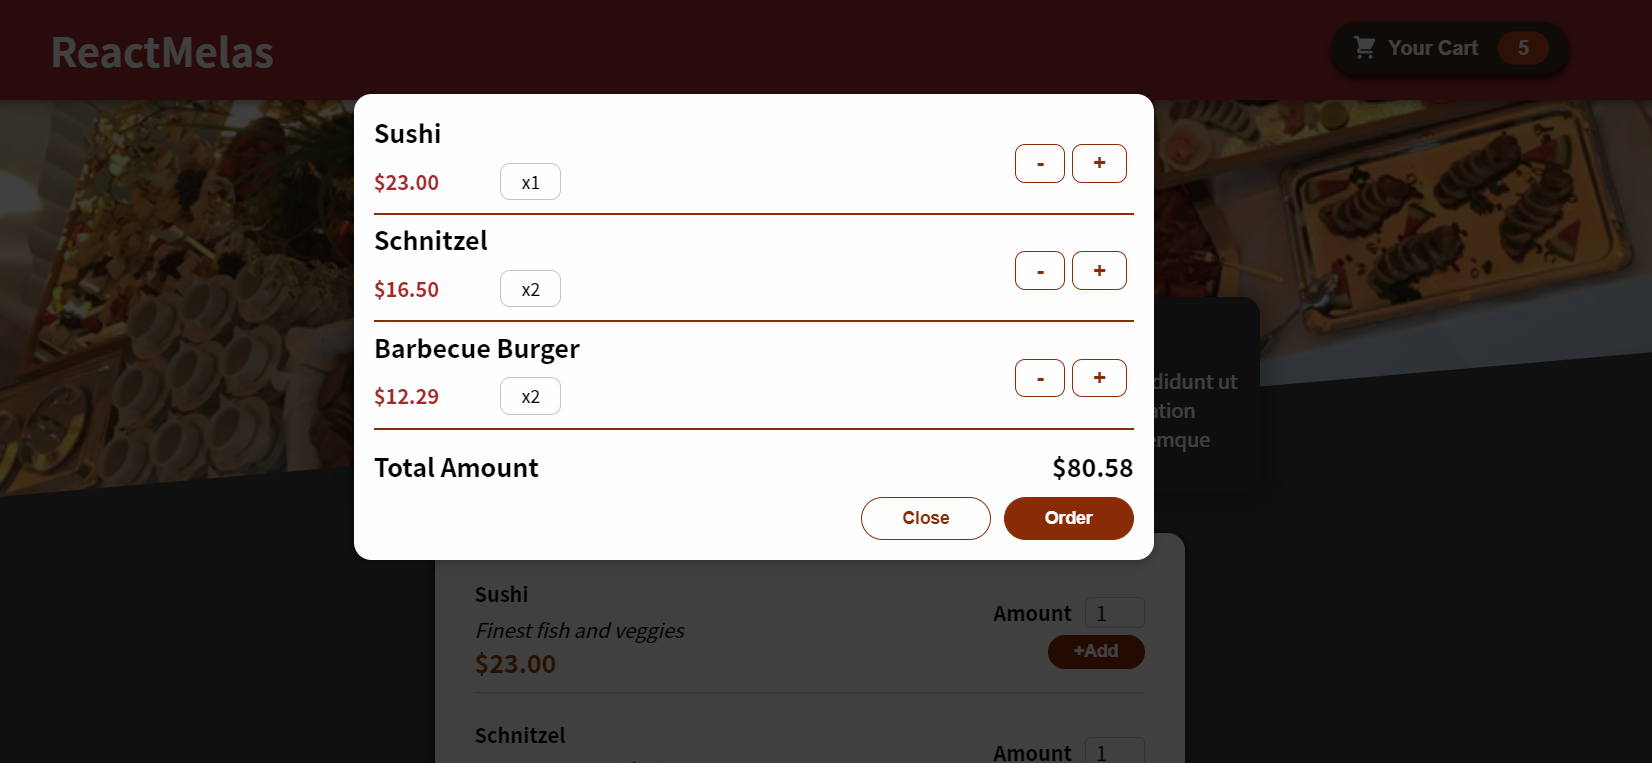 ReactMelas
Your Cart 5
Sushi
$23.00 x1
- +
Schnitzel
$16.50 x2
- +
Barbecue Burger
$12.29 x2
- +
Total Amount $80.58
Close Order
didunt ut
ation
emque
Sushi
Finest fish and veggies
$23.00
Amount 1
+Add
Schnitzel
Amount 1